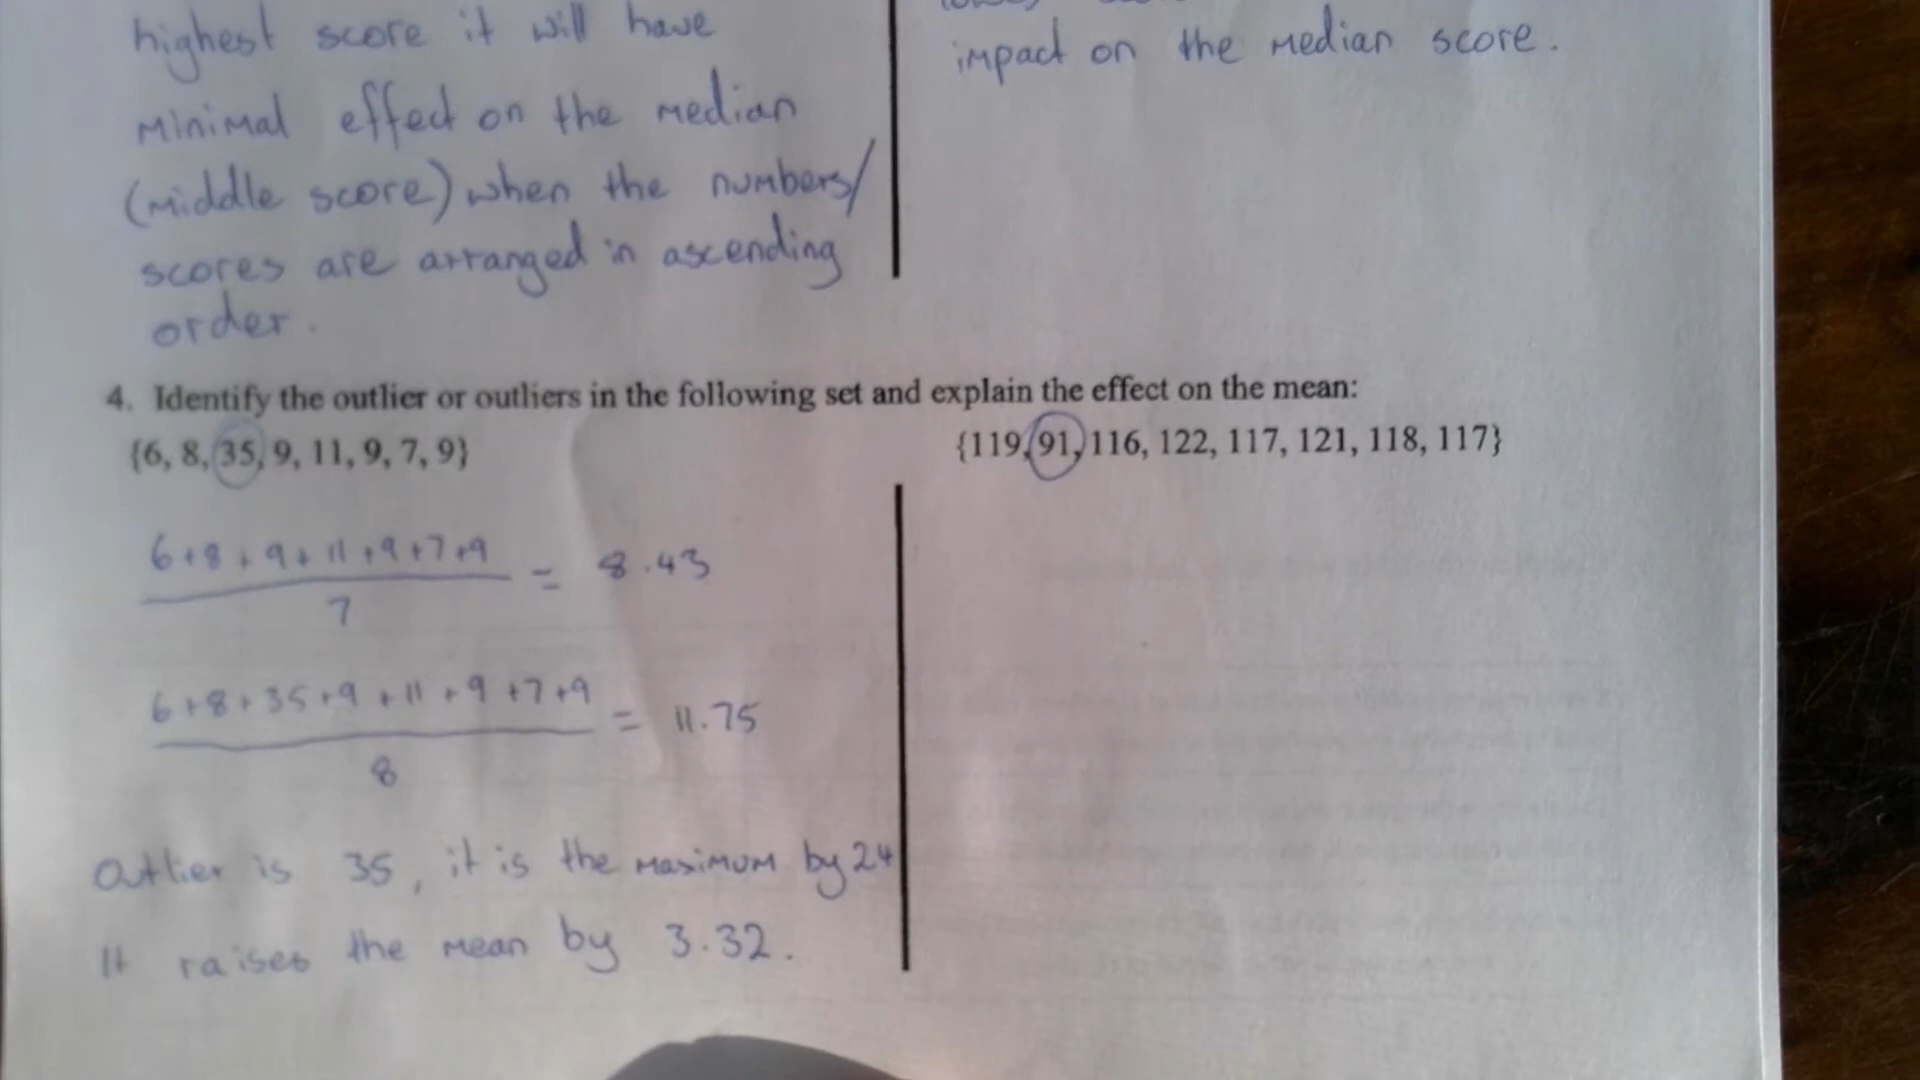 highest score it will have
minimal effect on the median
(middle score) when the numbers/
scores are arranged in ascending
order.
impact on the median score.
4. Identify the outlier or outliers in the following set and explain the effect on the mean:
{6, 8, 35, 9, 11, 9, 7, 9}
6+8+9+11+9+7+9
7
= 8.43
6+8+35+9+11+9+7+9
8
= 11.75
Outlier is 35, it is the maximum by 24
It raises the mean by 3.32.
{119, 91, 116, 122, 117, 121, 118, 117}